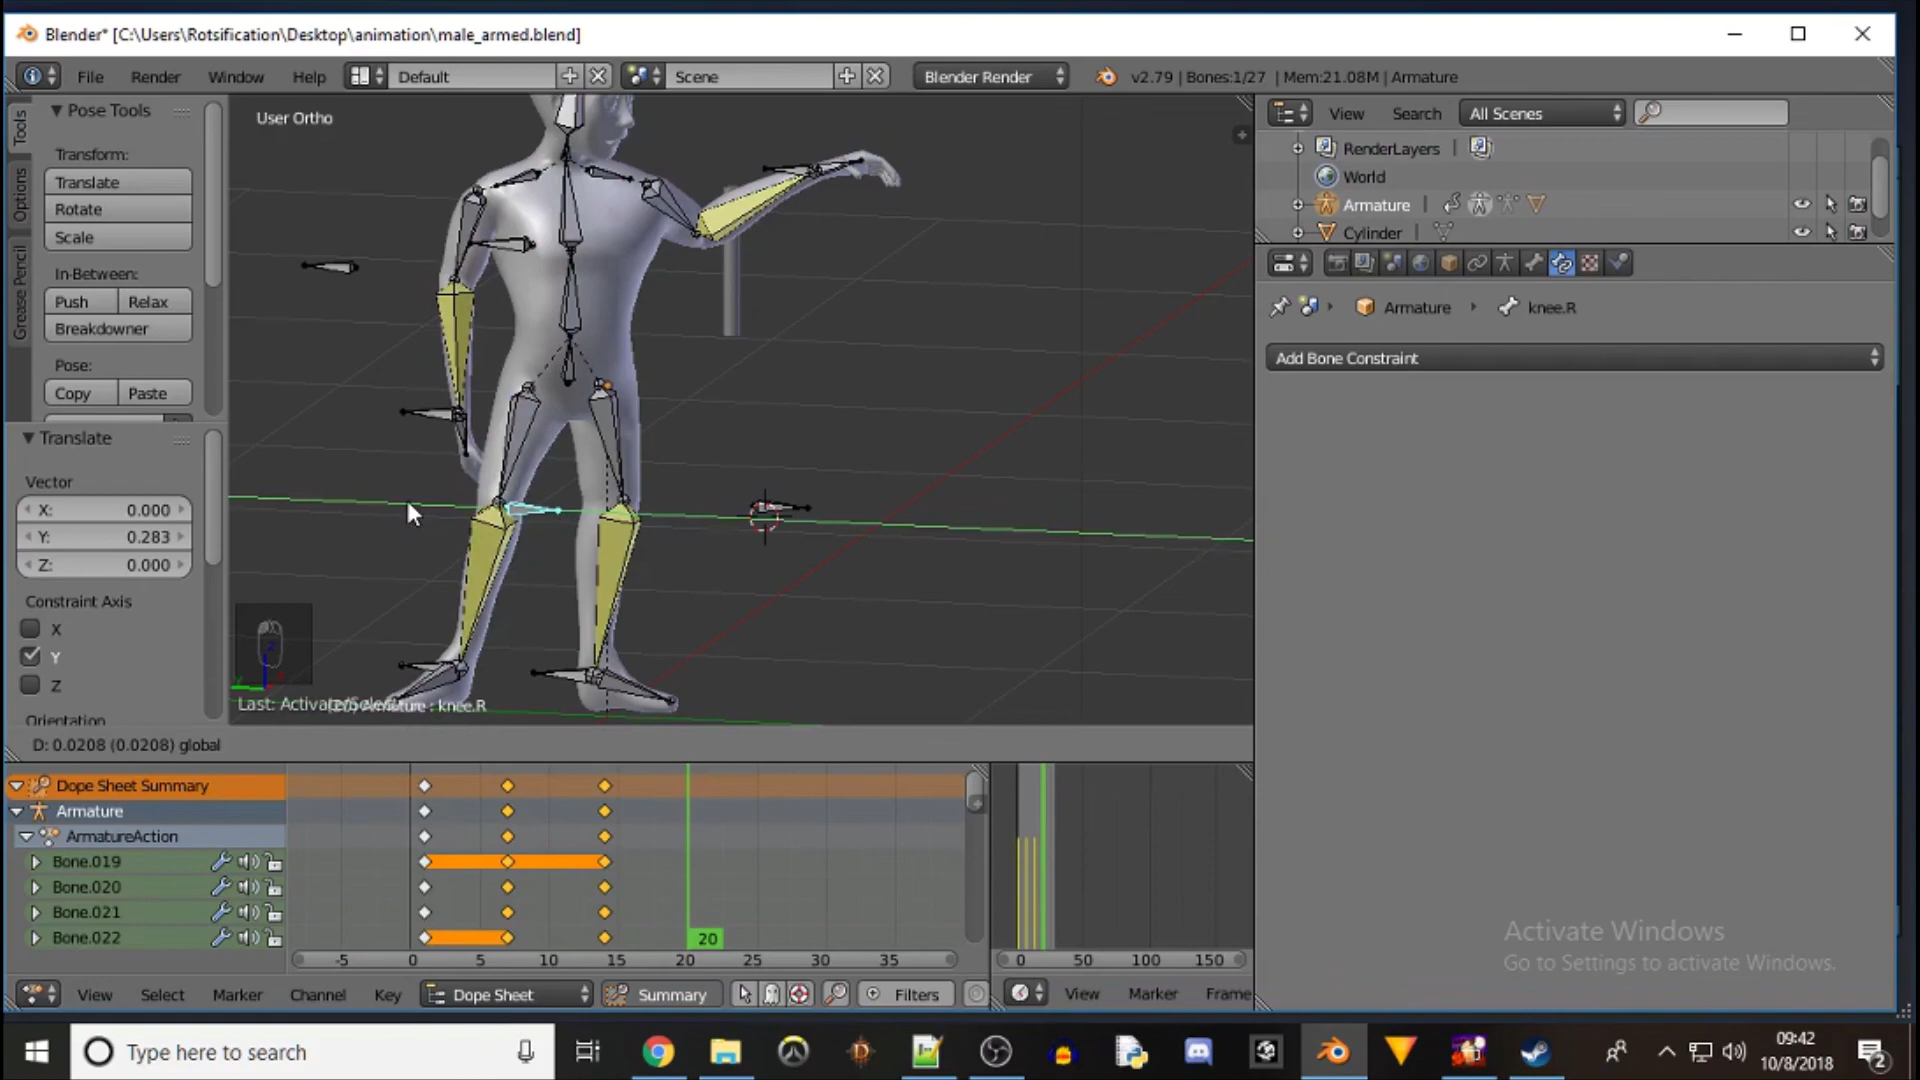 Blender* [C:\Users\Rotsification\Desktop\animation\male_armed.blend]
File Render Window Help Default Scene Blender Render v2.79 | Bones:1/27 | Mem:21.08M | Armature
Tools
Options
Grease Pencil
Pose Tools
Transform:
Translate
Rotate
Scale
In-Between:
Push Relax
Breakdowner
Pose:
Copy Paste
Translate
Vector
X: 0.000
Y: 0.283
Z: 0.000
Constraint Axis
X
Y
Z
Orientation
User Ortho
(20) Armature : knee.R
D: 0.0208 (0.0208) global
View Search All Scenes
RenderLayers
World
Armature
Cylinder
Armature knee.R
Add Bone Constraint
Dope Sheet Summary
Armature
ArmatureAction
Bone.019
Bone.020
Bone.021
Bone.022
20
-5 0 5 10 15 20 25 30 35
0 50 100 150
View Select Marker Channel Key Dope Sheet Summary Filters
View Marker Frame
Activate Windows
Go to Settings to activate Windows.
Type here to search
09:42
10/8/2018
2